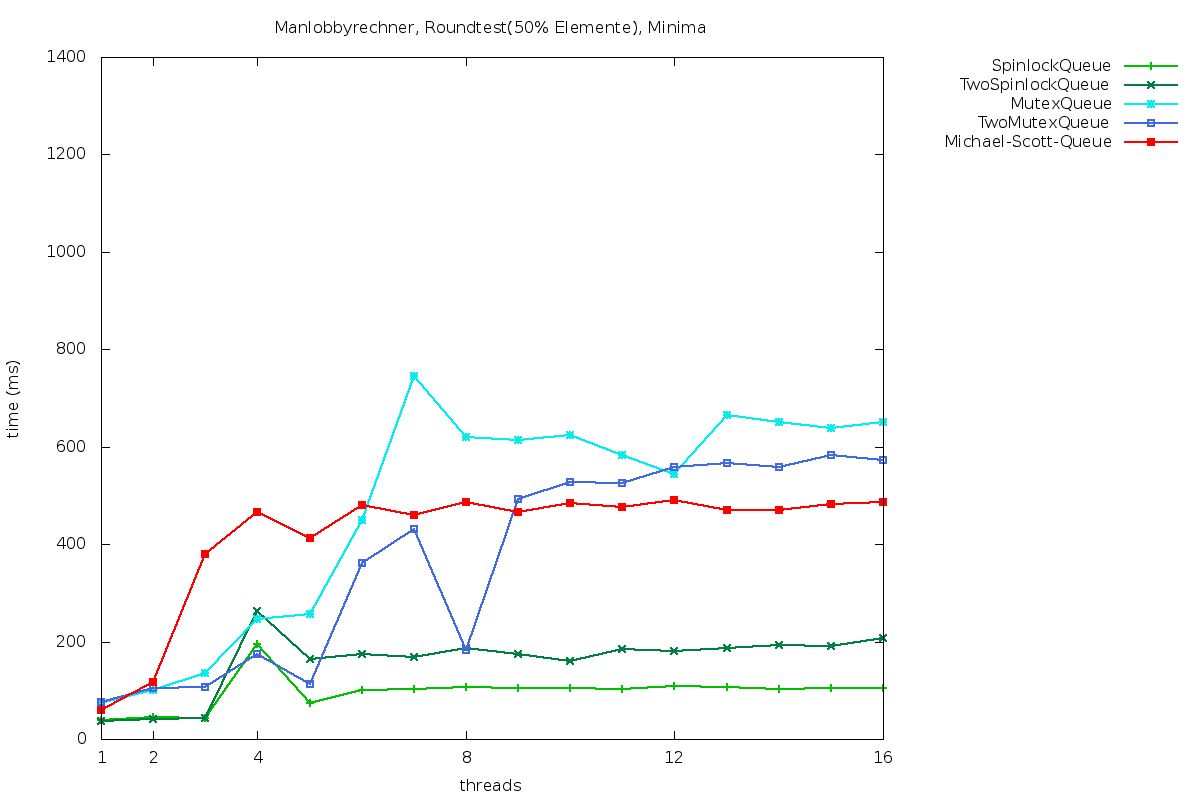 Manlobbyrechner, Roundtest(50% Elemente), Minima
SpinlockQueue
TwoSpinlockQueue
MutexQueue
TwoMutexQueue
Michael-Scott-Queue
time (ms)
1400
1200
1000
800
600
400
200
0
1 2 4 8 12 16
threads